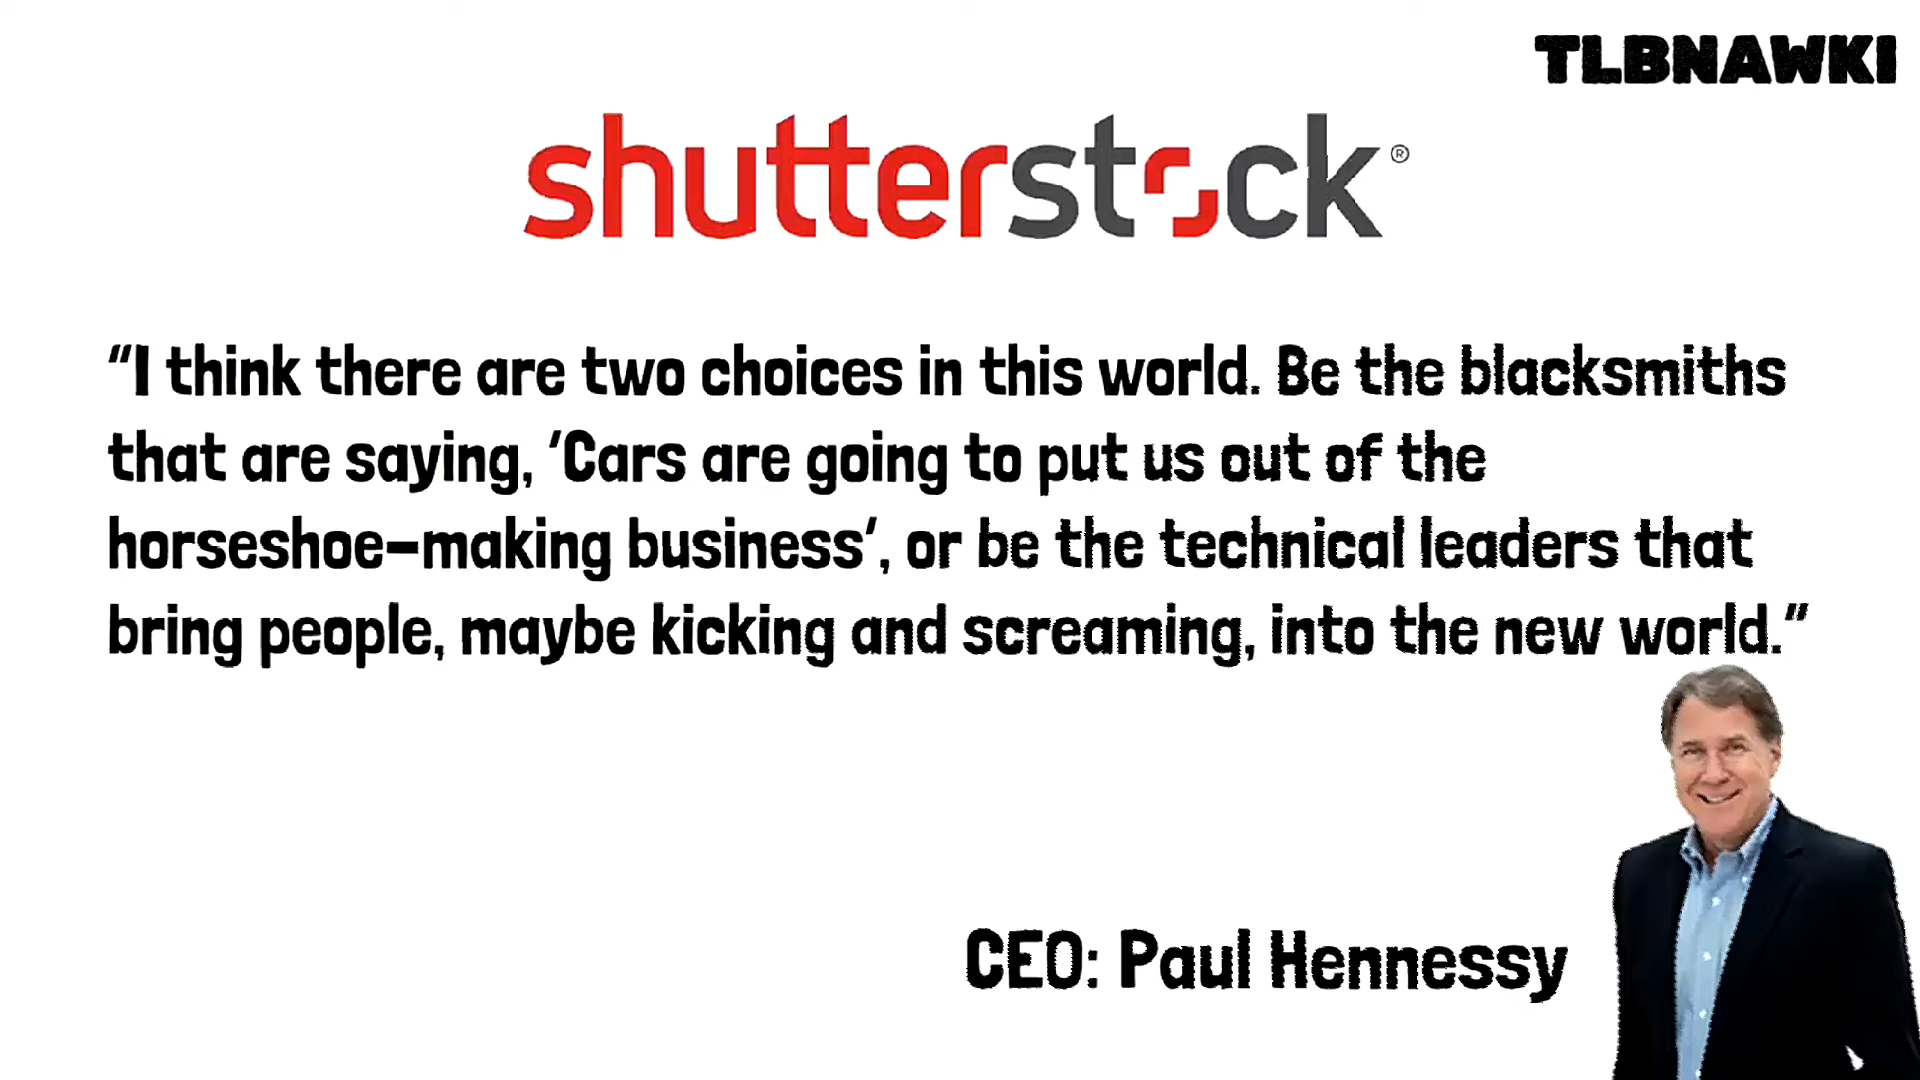 TLBNAWKI
shutterstock®
“I think there are two choices in this world. Be the blacksmiths
that are saying, ‘Cars are going to put us out of the
horseshoe-making business’, or be the technical leaders that
bring people, maybe kicking and screaming, into the new world.”
CEO: Paul Hennessy